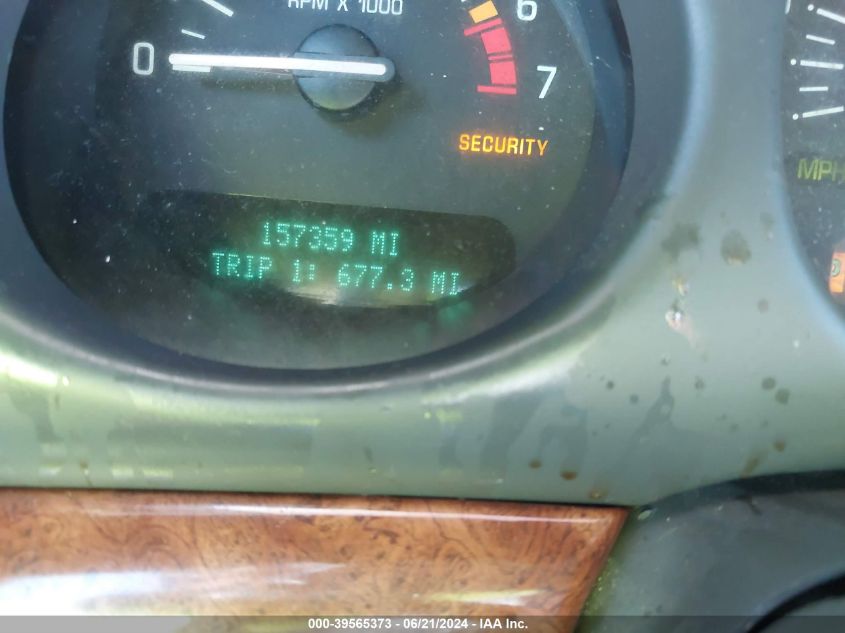 RPM X 1000
6
0
7
SECURITY
MPH
157359 MI
TRIP 1: 677.3 MI
000-39565373 - 06/21/2024 - IAA Inc.